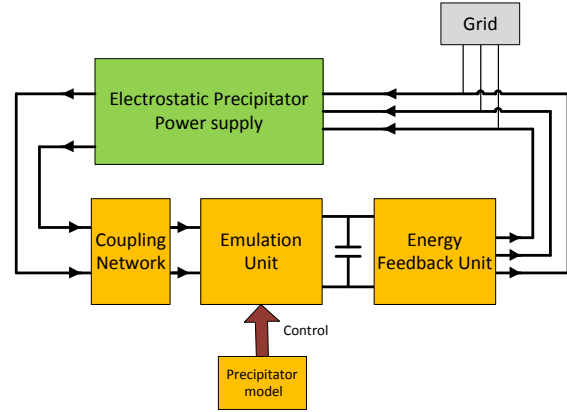 Grid
Electrostatic Precipitator
Power supply
Coupling
Network
Emulation
Unit
Energy
Feedback Unit
Control
Precipitator
model